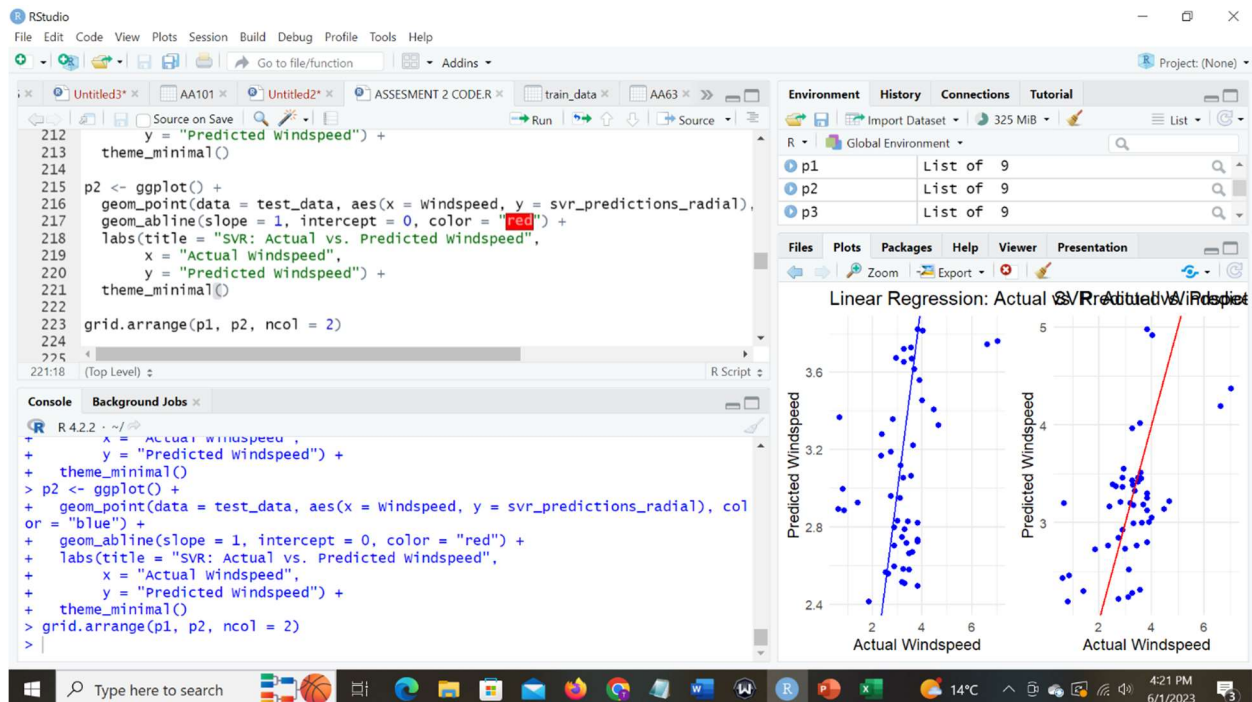 RStudio
File Edit Code View Plots Session Build Debug Profile Tools Help
Go to file/function Addins
Project: (None)
Untitled3* AA101 Untitled2* ASSESMENT 2 CODE.R train_data AA63
Source on Save Run Source
212 y = "Predicted Windspeed") +
213 theme_minimal()
214
215 p2 <- ggplot() +
216 geom_point(data = test_data, aes(x = Windspeed, y = svr_predictions_radial),
217 geom_abline(slope = 1, intercept = 0, color = "red") +
218 labs(title = "SVR: Actual vs. Predicted Windspeed",
219 x = "Actual Windspeed",
220 y = "Predicted Windspeed") +
221 theme_minimal()
222
223 grid.arrange(p1, p2, ncol = 2)
224
225
221:18 (Top Level) R Script
Console Background Jobs
R 4.2.2 · ~/
+ x = "Actual Windspeed",
+ y = "Predicted Windspeed") +
+ theme_minimal()
> p2 <- ggplot() +
+ geom_point(data = test_data, aes(x = Windspeed, y = svr_predictions_radial), col
or = "blue") +
+ geom_abline(slope = 1, intercept = 0, color = "red") +
+ labs(title = "SVR: Actual vs. Predicted Windspeed",
+ x = "Actual Windspeed",
+ y = "Predicted Windspeed") +
+ theme_minimal()
> grid.arrange(p1, p2, ncol = 2)
>
Environment History Connections Tutorial
Import Dataset 325 MiB List
R Global Environment
p1 List of 9
p2 List of 9
p3 List of 9
Files Plots Packages Help Viewer Presentation
Zoom Export
Linear Regression: Actual
Predicted Windspeed
3.6
3.2
2.8
2.4
2 4 6
Actual Windspeed
Predicted Windspeed
5
4
3
2 4 6
Actual Windspeed
Type here to search
14°C
4:21 PM
6/1/2023
3